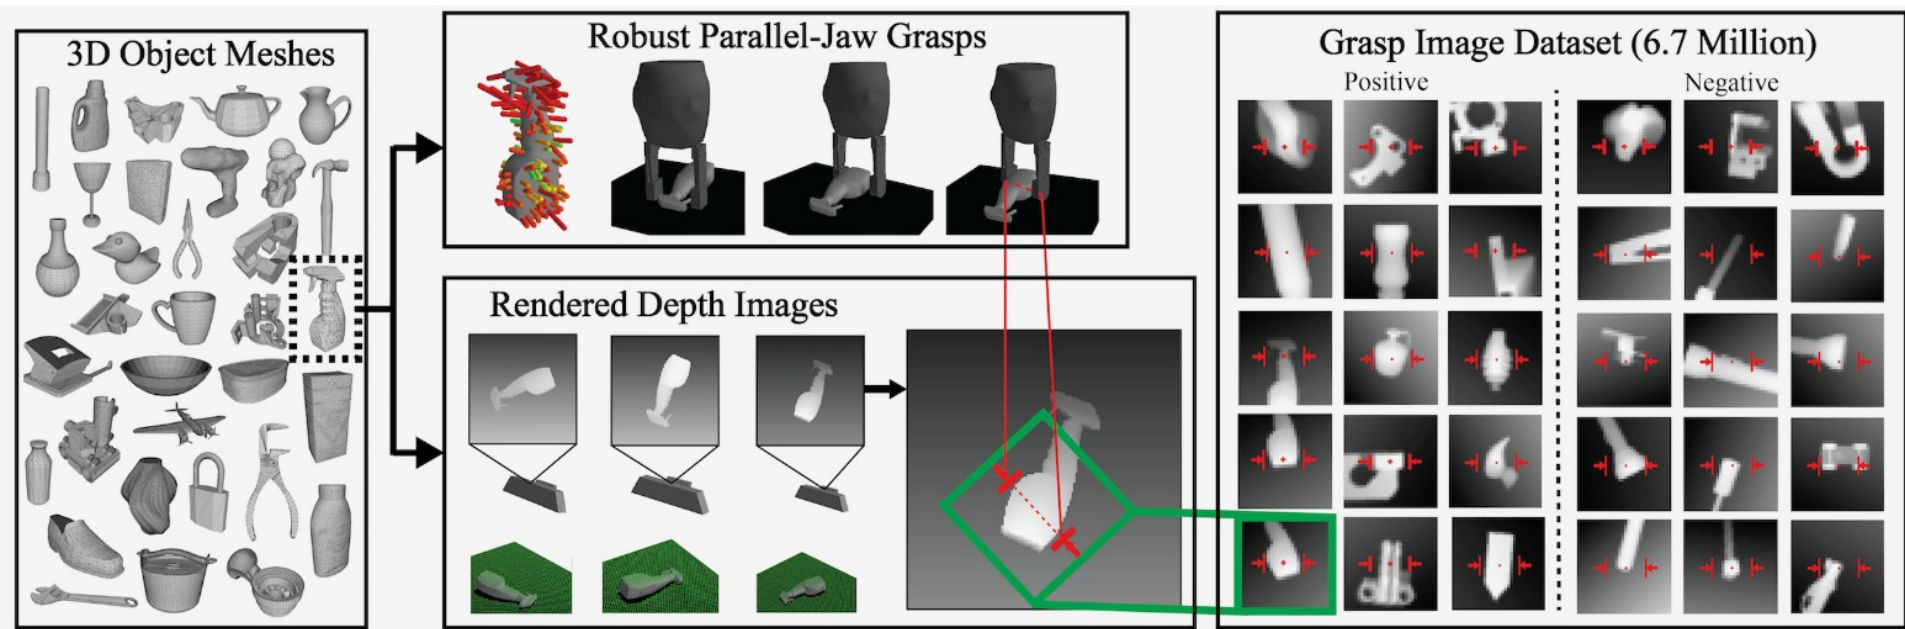 3D Object Meshes
Robust Parallel-Jaw Grasps
Rendered Depth Images
Grasp Image Dataset (6.7 Million)
Positive
Negative